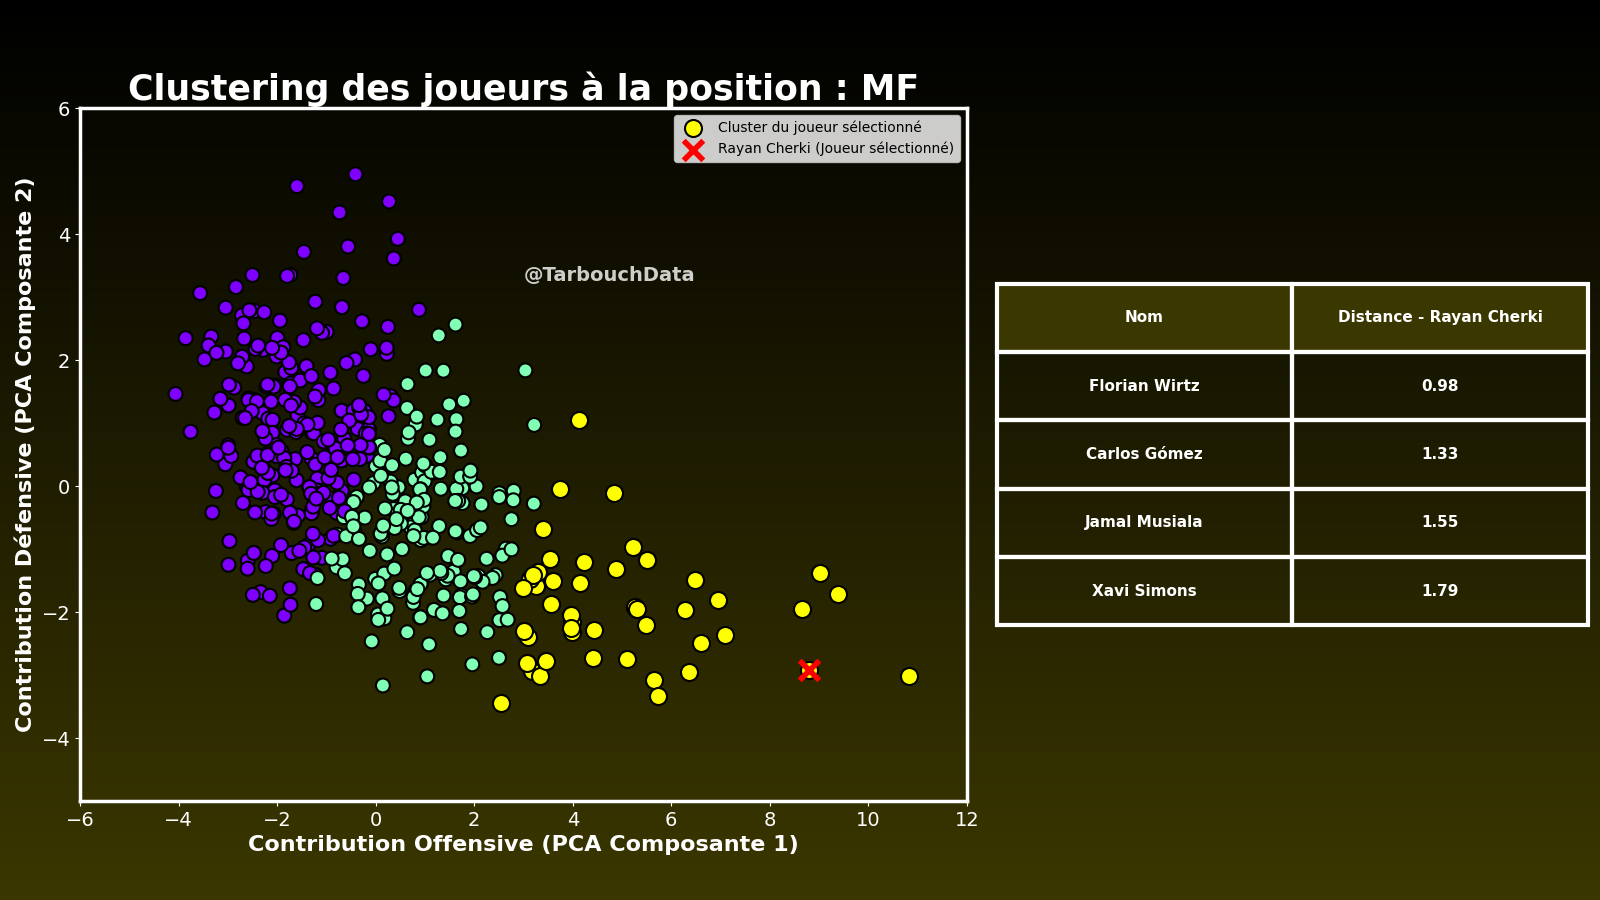 Clustering des joueurs à la position : MF
Cluster du joueur sélectionné
Rayan Cherki (Joueur sélectionné)
@TarbouchData
Contribution Défensive (PCA Composante 2)
6
4
2
0
−2
−4
−6 −4 −2 0 2 4 6 8 10 12
Contribution Offensive (PCA Composante 1)
Nom Distance - Rayan Cherki
Florian Wirtz 0.98
Carlos Gómez 1.33
Jamal Musiala 1.55
Xavi Simons 1.79